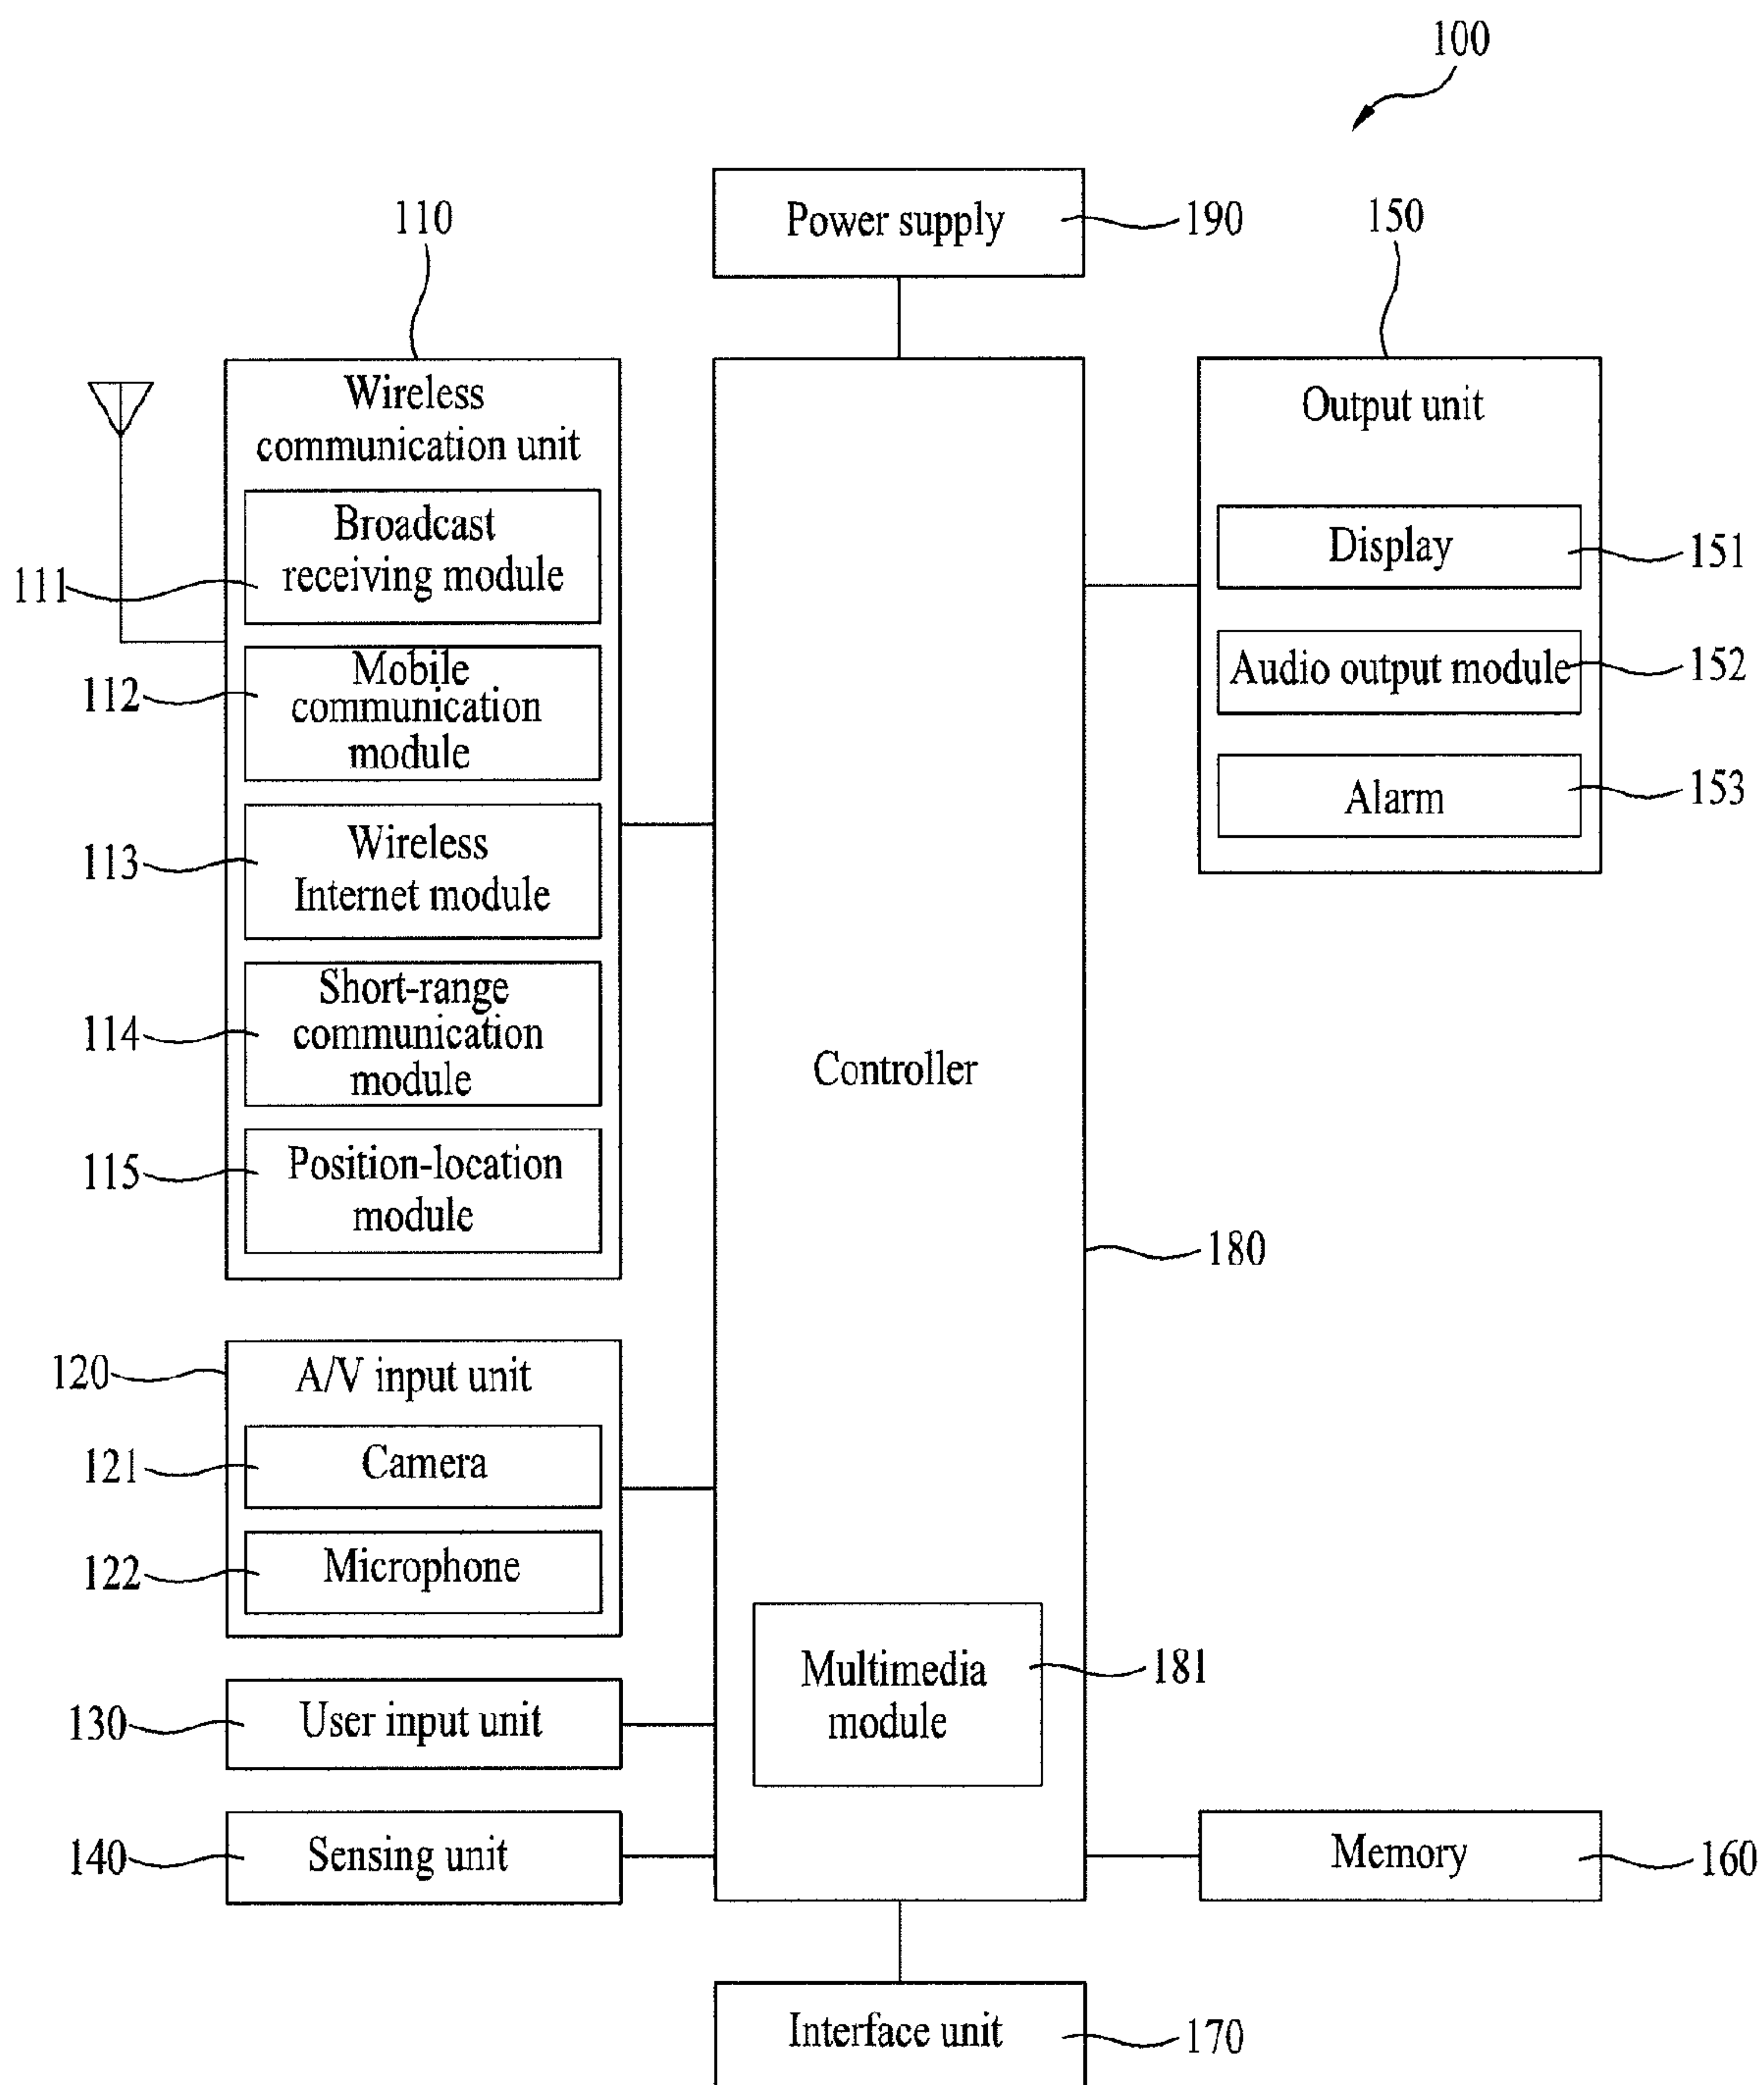 100
Power supply
190
110
150
Wireless
communication unit
Broadcast
receiving module
111
Mobile
communication
module
112
Wireless
Internet module
113
Short-range
communication
module
114
Position-location
module
115
Output unit
Display
151
Audio output module
152
Alarm
153
Controller
180
120
A/V input unit
121
Camera
122
Microphone
Multimedia
module
181
130
User input unit
140
Sensing unit
Memory
160
Interface unit
170